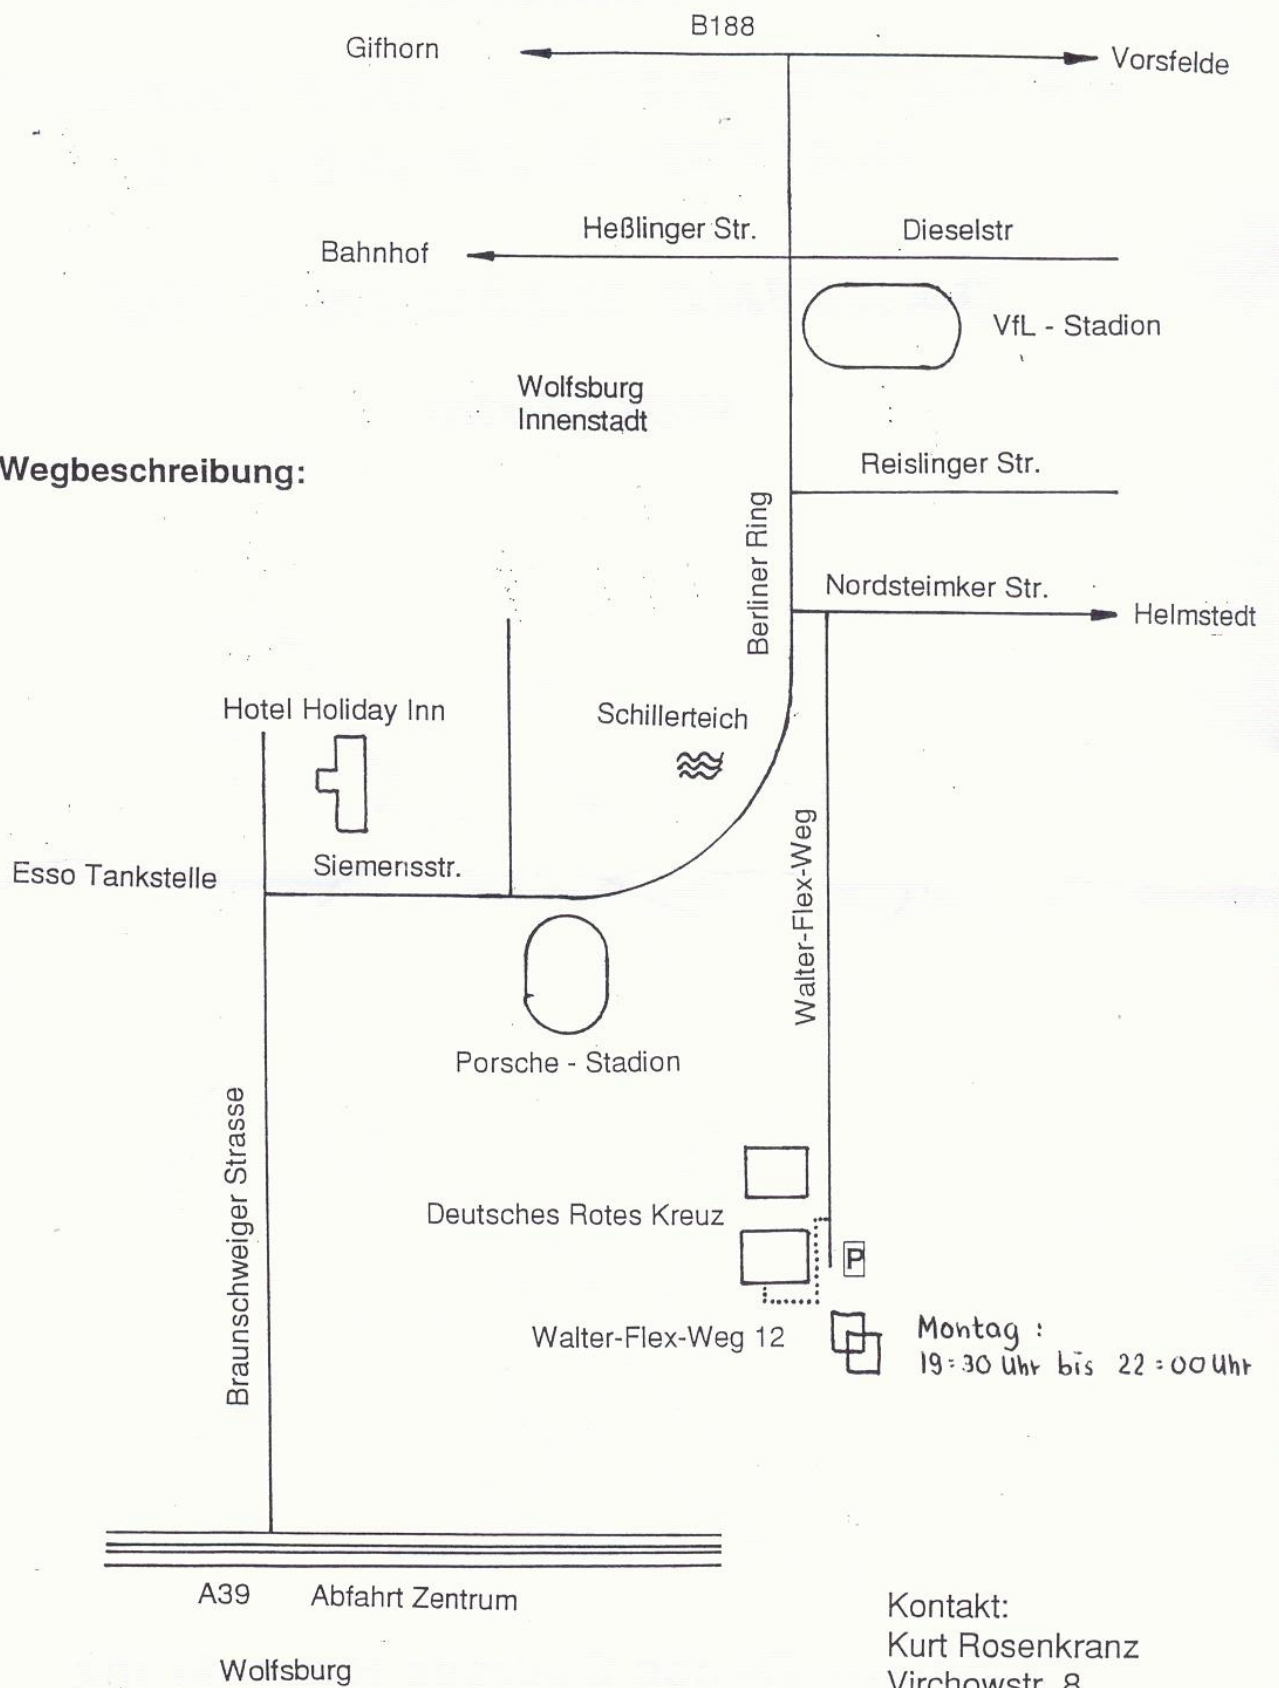 B188
Gifhorn
Vorsfelde
Heßlinger Str.
Dieselstr
Bahnhof
VfL - Stadion
Wolfsburg
Innenstadt
Wegbeschreibung:
Reislinger Str.
Berliner Ring
Nordsteimker Str.
Helmstedt
Hotel Holiday Inn
Schillerteich
Siemensstr.
Esso Tankstelle
Walter-Flex-Weg
Porsche - Stadion
Braunschweiger Strasse
Deutsches Rotes Kreuz
P
Walter-Flex-Weg 12
Montag :
19:30 Uhr bis 22:00 Uhr
A39 Abfahrt Zentrum
Wolfsburg
Kontakt:
Kurt Rosenkranz
Virchowstr. 8